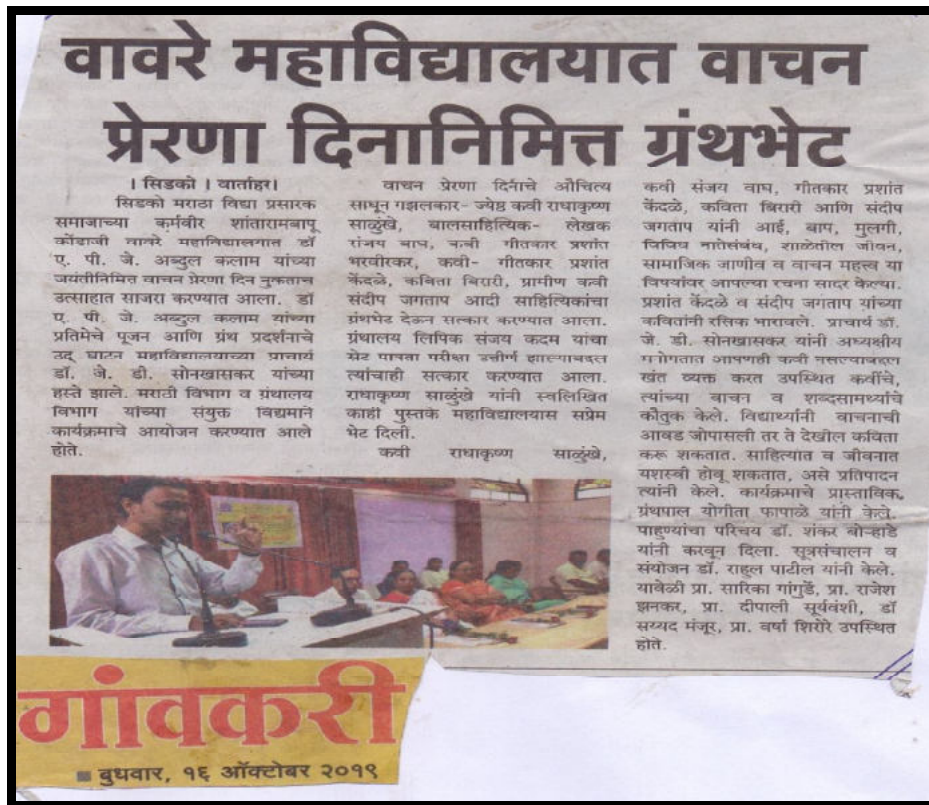 वावरे महाविद्यालयात वाचन
प्रेरणा दिनानिमित्त ग्रंथभेट
। सिडको । वार्ताहर।
सिडको मराठा विद्या प्रसारक
समाजाच्या कर्मवीर शांतारामबापू
कोंडाजी वावरे महाविद्यालयात डॉ
ए. पी. जे. अब्दुल कलाम यांच्या
जयंतीनिमित्त वाचन प्रेरणा दिन नुकताच
उत्साहात साजरा करण्यात आला. डॉ
ए. पी. जे. अब्दुल कलाम यांच्या
प्रतिमेचे पूजन आणि ग्रंथ प्रदर्शनाचे
उद् घाटन महाविद्यालयाच्या प्राचार्य
डॉ. जे. डी. सोनखासकर यांच्या
हस्ते झाले. मराठी विभाग व ग्रंथालय
विभाग यांच्या संयुक्त विद्यमाने
कार्यक्रमाचे आयोजन करण्यात आले
होते.
वाचन प्रेरणा दिनाचे औचित्य
साधून गझलकार- ज्येष्ठ कवी राधाकृष्ण
साळुंखे, बालसाहित्यिक- लेखक
संजय वाघ, कवी गीतकार प्रशांत
भरवीरकर, कवी- गीतकार प्रशांत
केंदळे, कविता बिरारी, ग्रामीण कवी
संदीप जगताप आदी साहित्यिकांचा
ग्रंथभेट देऊन सत्कार करण्यात आला.
ग्रंथालय लिपिक संजय कदम यांचा
सेट पात्रता परीक्षा उत्तीर्ण झाल्याबद्दल
त्यांचाही सत्कार करण्यात आला.
राधाकृष्ण साळुंखे यांनी स्वलिखित
काही पुस्तके महाविद्यालयास सप्रेम
भेट दिली.
कवी राधाकृष्ण साळुंखे,
कवी संजय वाघ, गीतकार प्रशांत
केंदळे, कविता बिरारी आणि संदीप
जगताप यांनी आई, बाप, मुलगी,
विविध नातेसंबंध, शाळेतील जीवन,
सामाजिक जाणीव व वाचन महत्त्व या
विषयांवर आपल्या रचना सादर केल्या.
प्रशांत केंदळे व संदीप जगताप यांच्या
कवितांनी रसिक भारावले. प्राचार्य डॉ.
जे. डी. सोनखासकर यांनी अध्यक्षीय
मनोगतात आपणही कवी नसल्याबद्दल
खंत व्यक्त करत उपस्थित कवींचे,
त्यांच्या वाचन व शब्दसामर्थ्याचे
कौतुक केले. विद्यार्थ्यांनी वाचनाची
आवड जोपासली तर ते देखील कविता
करू शकतात. साहित्यात व जीवनात
यशस्वी होवू शकतात, असे प्रतिपादन
त्यांनी केले. कार्यक्रमाचे प्रास्ताविक,
ग्रंथपाल योगीता फापाळे यांनी केले.
पाहुण्यांचा परिचय डॉ. शंकर बोऱ्हाडे
यांनी करवून दिला. सूत्रसंचालन व
संयोजन डॉ. राहुल पाटील यांनी केले.
यावेळी प्रा. सारिका गांगुर्डे, प्रा. राजेश
झनकर, प्रा. दीपाली सूर्यवंशी, डॉ
सय्यद मंजूर, प्रा. वर्षा शिरोरे उपस्थित
होते.
गांवकरी
बुधवार, १६ ऑक्टोबर २०१९